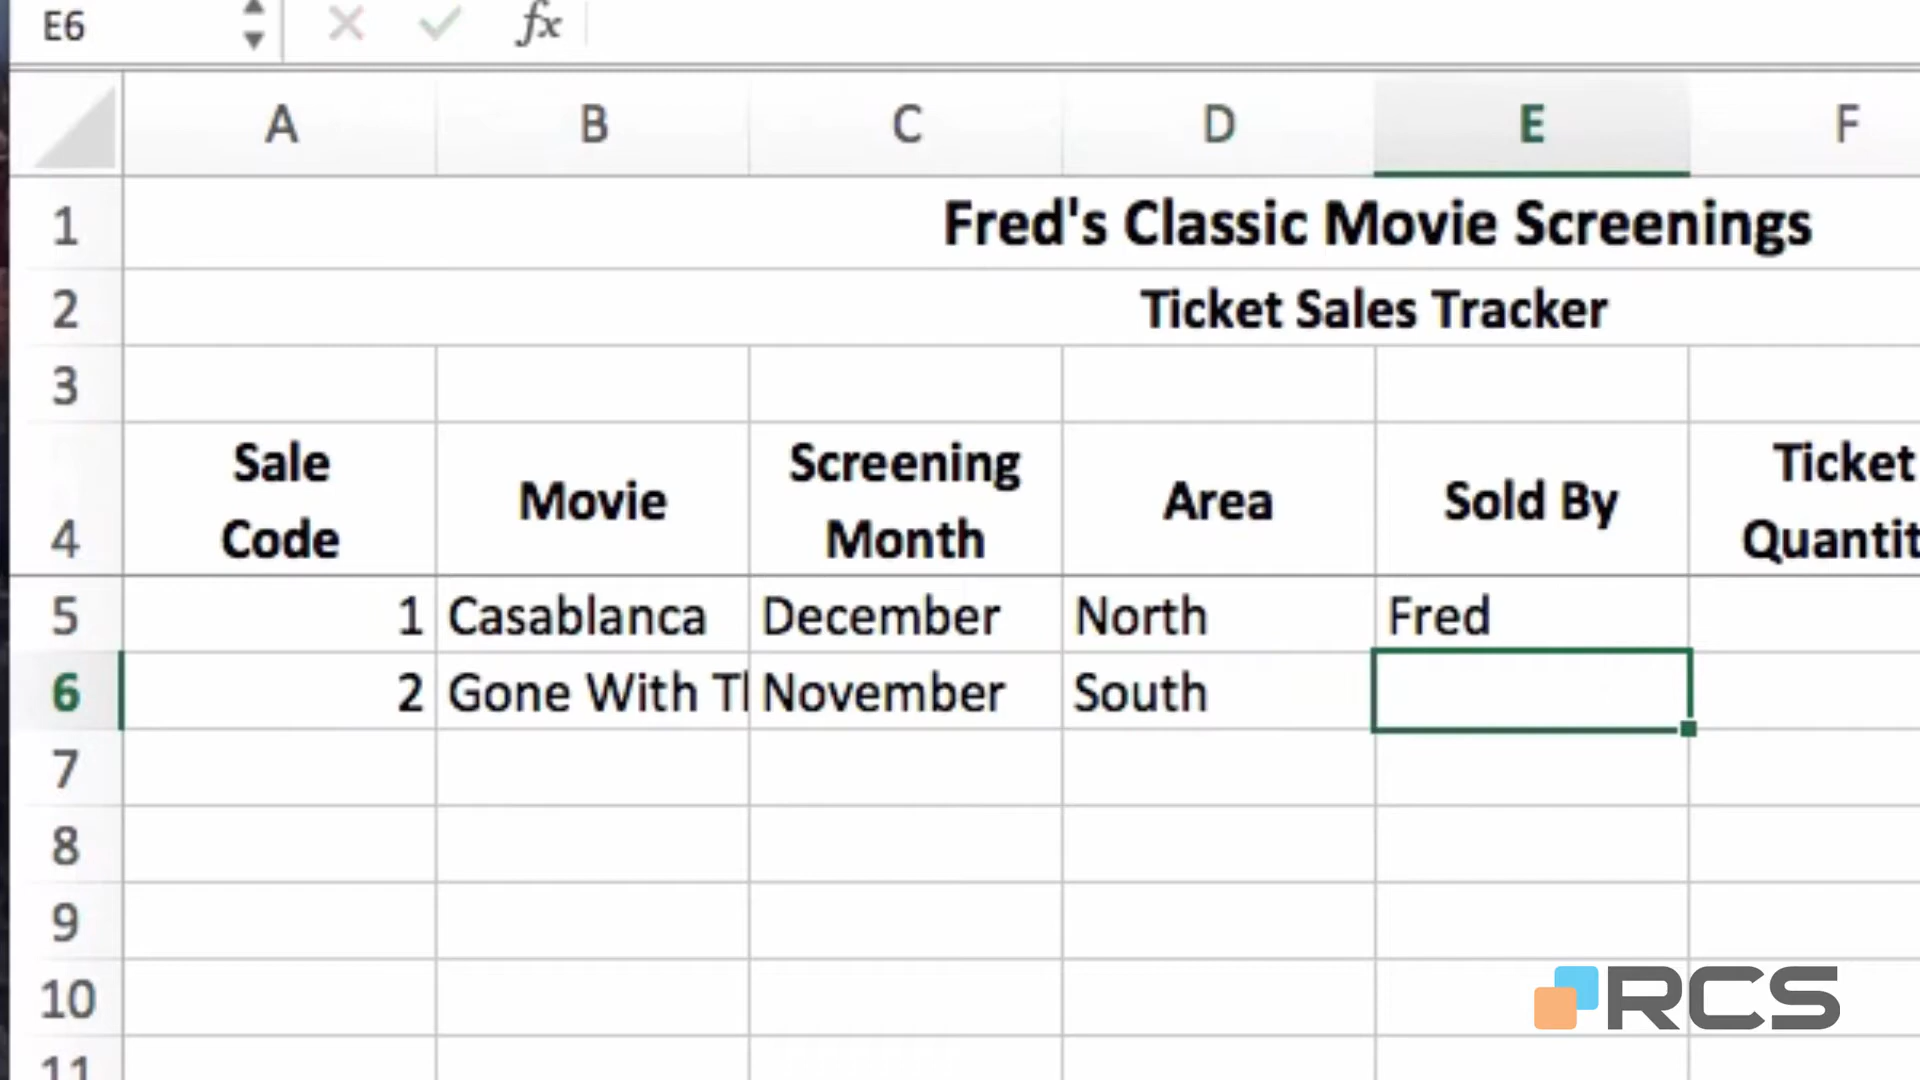 E6
fx
A B C D E F
1 Fred's Classic Movie Screenings
2 Ticket Sales Tracker
3
4 Sale Code Movie Screening Month Area Sold By Ticket Quantit
5 1 Casablanca December North Fred
6 2 Gone With Th November South
7
8
9
10
11
RCS